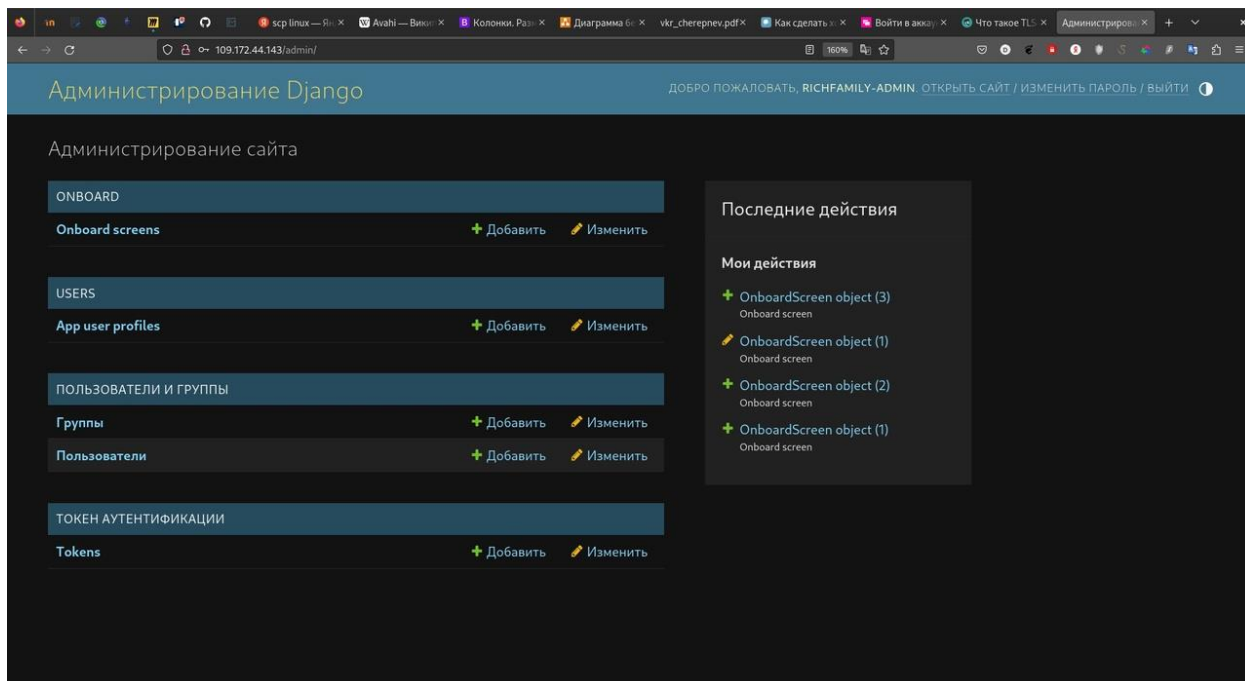 scp linux — Ян
Avahi — Викип
Колонки. Разм
Диаграмма бе
vkr_cherepnev.pdf
Как сделать
Войти в аккау
Что такое TLS
Администриров
109.172.44.143/admin/
160%
Администрирование Django
ДОБРО ПОЖАЛОВАТЬ, RICHFAMILY-ADMIN. ОТКРЫТЬ САЙТ / ИЗМЕНИТЬ ПАРОЛЬ / ВЫЙТИ
Администрирование сайта
ONBOARD
Onboard screens Добавить Изменить
USERS
App user profiles Добавить Изменить
ПОЛЬЗОВАТЕЛИ И ГРУППЫ
Группы Добавить Изменить
Пользователи Добавить Изменить
ТОКЕН АУТЕНТИФИКАЦИИ
Tokens Добавить Изменить
Последние действия
Мои действия
OnboardScreen object (3)
Onboard screen
OnboardScreen object (1)
Onboard screen
OnboardScreen object (2)
Onboard screen
OnboardScreen object (1)
Onboard screen